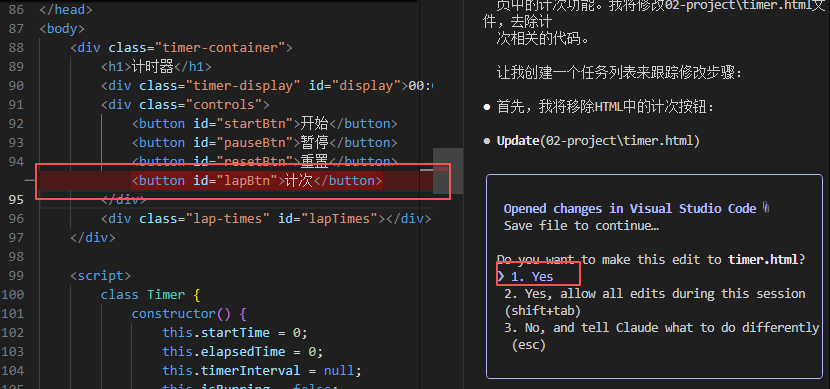 86 </head>
87 <body>
88 <div class="timer-container">
89 <h1>计时器</h1>
90 <div class="timer-display" id="display">00:
91 <div class="controls">
92 <button id="startBtn">开始</button>
93 <button id="pauseBtn">暂停</button>
94 <button id="resetBtn">重置</button>
— <button id="lapBtn">计次</button>
95 </div>
96 <div class="lap-times" id="lapTimes"></div>
97 </div>
98
99 <script>
100 class Timer {
101 constructor() {
102 this.startTime = 0;
103 this.elapsedTime = 0;
104 this.timerInterval = null;
105 this.isRunning = false;
页中的计次功能。我将修改02-project\timer.html文
件，去除计
次相关的代码。
让我创建一个任务列表来跟踪修改步骤：
● 首先，我将移除HTML中的计次按钮：
● Update(02-project\timer.html)
Opened changes in Visual Studio Code
Save file to continue…
Do you want to make this edit to timer.html?
❯ 1. Yes
2. Yes, allow all edits during this session
(shift+tab)
3. No, and tell Claude what to do differently
(esc)